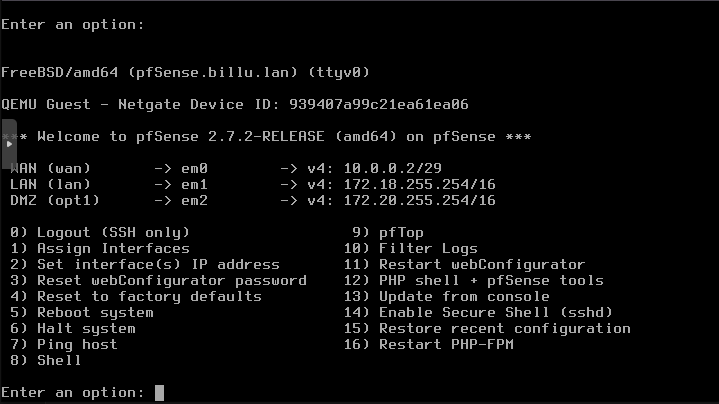 Enter an option:
FreeBSD/amd64 (pfSense.billu.lan) (ttyv0)
QEMU Guest - Netgate Device ID: 939407a99c21ea61ea06
*** Welcome to pfSense 2.7.2-RELEASE (amd64) on pfSense ***
WAN (wan) -> em0 -> v4: 10.0.0.2/29
LAN (lan) -> em1 -> v4: 172.18.255.254/16
DMZ (opt1) -> em2 -> v4: 172.20.255.254/16
0) Logout (SSH only) 9) pfTop
1) Assign Interfaces 10) Filter Logs
2) Set interface(s) IP address 11) Restart webConfigurator
3) Reset webConfigurator password 12) PHP shell + pfSense tools
4) Reset to factory defaults 13) Update from console
5) Reboot system 14) Enable Secure Shell (sshd)
6) Halt system 15) Restore recent configuration
7) Ping host 16) Restart PHP-FPM
8) Shell
Enter an option: